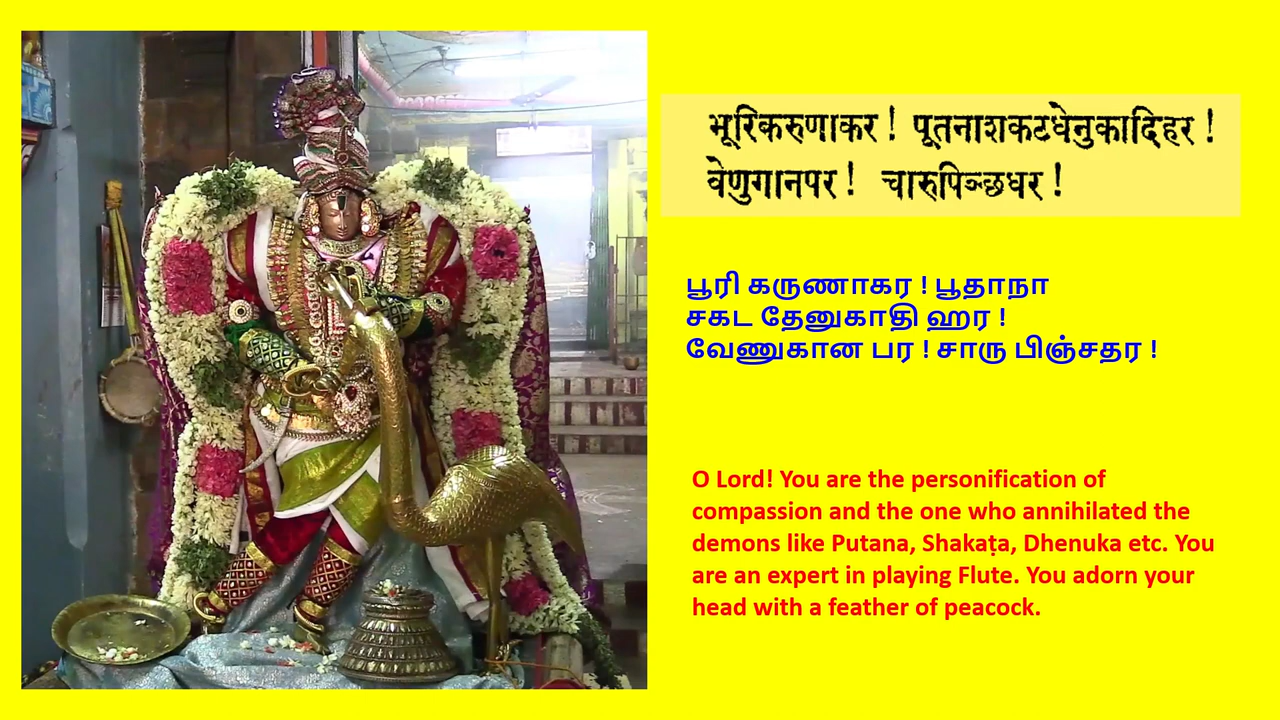 भूरिकरुणाकर ! पूतनाशकटधेनुकादिहर !
वेणुगानपर ! चारुपिञ्छधर !
பூரி கருணாகர ! பூதாநா
சகட தேனுகாதி ஹர !
வேணுகான பர ! சாரு பிஞ்சதர !
O Lord! You are the personification of
compassion and the one who annihilated the
demons like Putana, Shakaṭa, Dhenuka etc. You
are an expert in playing Flute. You adorn your
head with a feather of peacock.